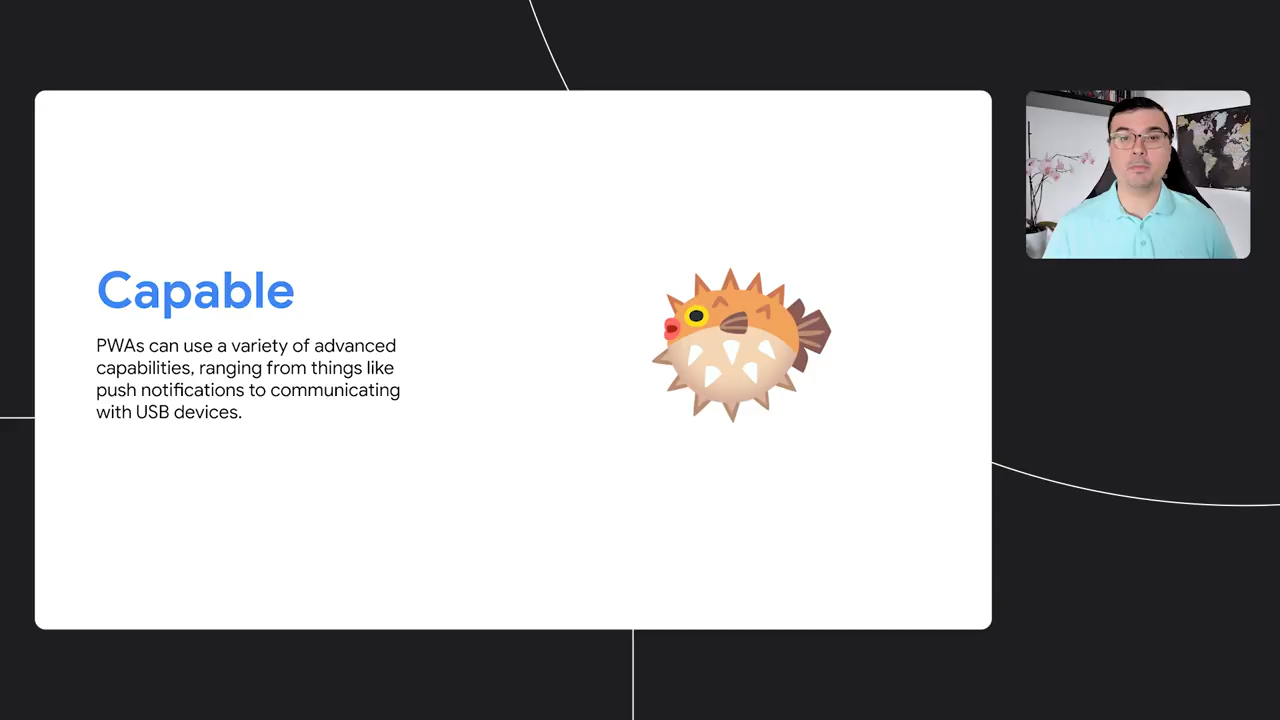 Capable
PWAs can use a variety of advanced
capabilities, ranging from things like
push notifications to communicating
with USB devices.